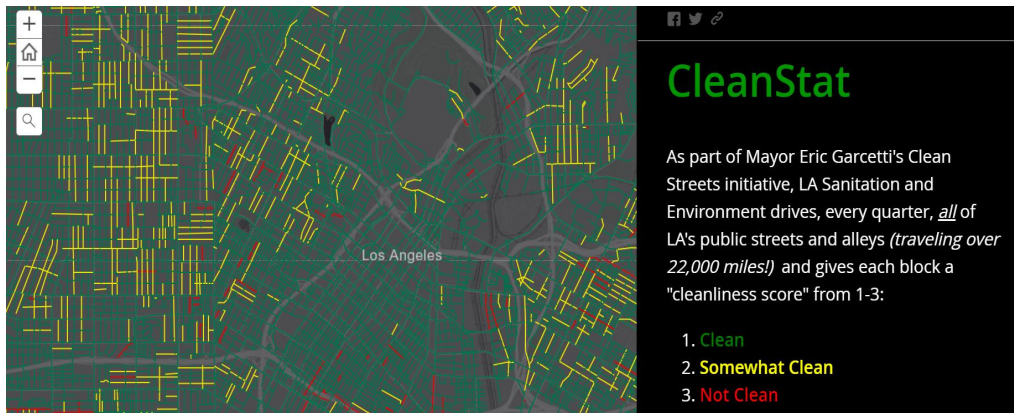 CleanStat
As part of Mayor Eric Garcetti's Clean
Streets initiative, LA Sanitation and
Environment drives, every quarter, all of
LA's public streets and alleys (traveling over
22,000 miles!) and gives each block a
"cleanliness score" from 1-3:
1. Clean
2. Somewhat Clean
3. Not Clean
Los Angeles